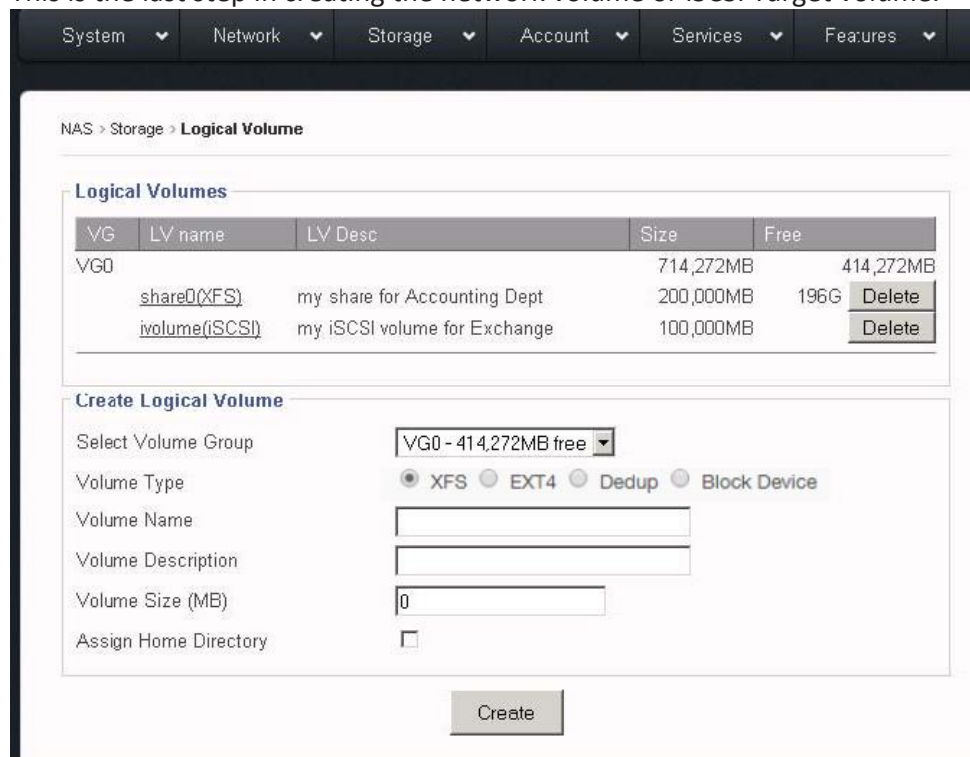 This is the last step in creating the network volume or iSCSI Target volume.
System Network Storage Account Services Features
NAS > Storage > Logical Volume
Logical Volumes
VG LV name LV Desc Size Free
VG0 714,272MB 414,272MB
share0(XFS) my share for Accounting Dept 200,000MB 196G Delete
ivolume(iSCSI) my iSCSI volume for Exchange 100,000MB Delete
Create Logical Volume
Select Volume Group VG0 - 414,272MB free
Volume Type XFS EXT4 Dedup Block Device
Volume Name
Volume Description
Volume Size (MB) 0
Assign Home Directory
Create